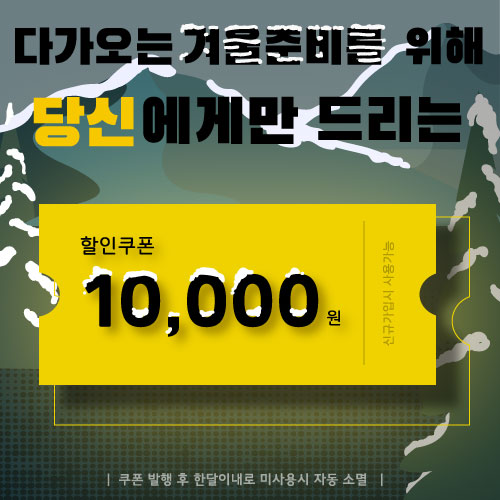 다가오는 겨울준비를 위해
당신에게만 드리는
할인쿠폰
10,000원
신규가입시 사용가능
| 쿠폰 발행 후 한달이내로 미사용시 자동 소멸 |